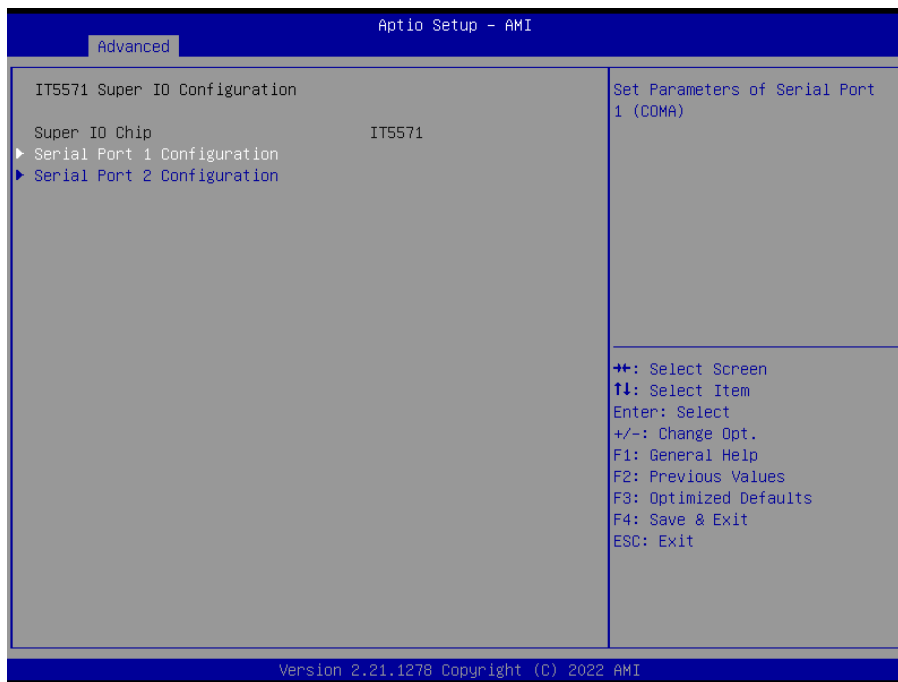 Aptio Setup – AMI
Advanced
IT5571 Super IO Configuration
Super IO Chip IT5571
▶ Serial Port 1 Configuration
▶ Serial Port 2 Configuration
Set Parameters of Serial Port
1 (COMA)
→←: Select Screen
↑↓: Select Item
Enter: Select
+/-: Change Opt.
F1: General Help
F2: Previous Values
F3: Optimized Defaults
F4: Save & Exit
ESC: Exit
Version 2.21.1278 Copyright (C) 2022 AMI